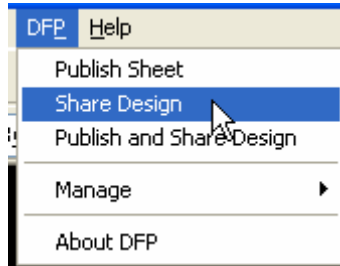 DFP Help
Publish Sheet
Share Design
Publish and Share Design
Manage
About DFP